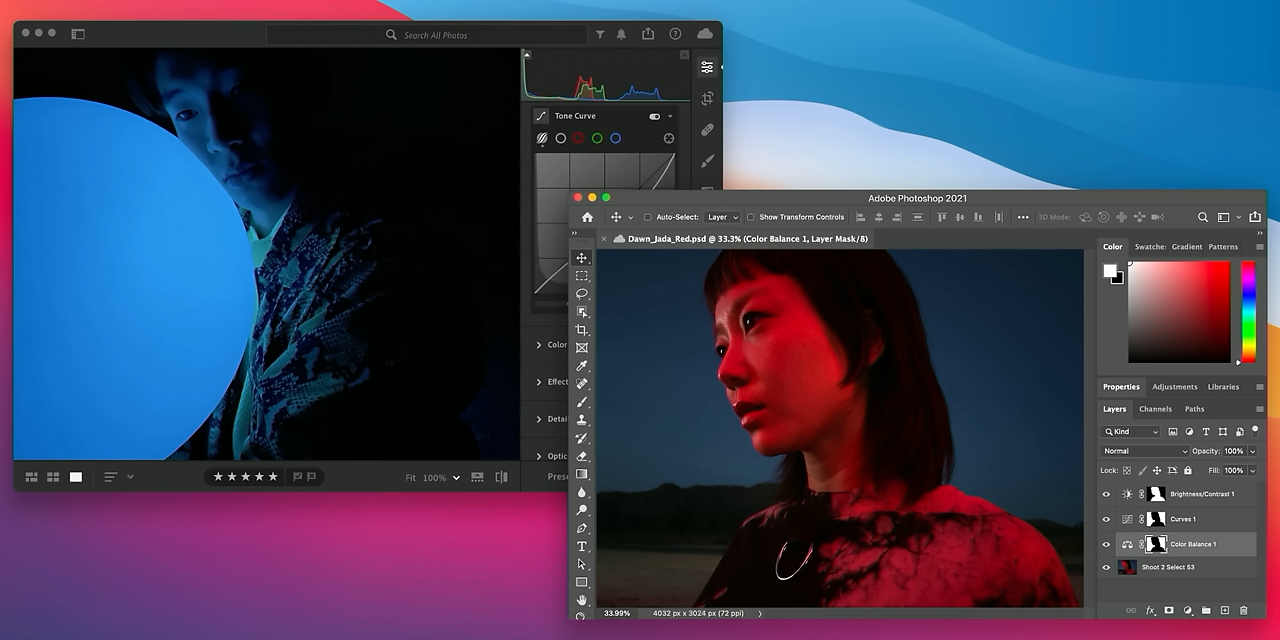 Search All Photos
Tone Curve
Color
Effect
Detai
Optic
Prese
Fit 100%
Adobe Photoshop 2021
Auto-Select: Layer Show Transform Controls 3D Mode:
Dawn_Jada_Red.psd @ 33.3% (Color Balance 1, Layer Mask/8)
33.99% 4032 px x 3024 px (72 ppi)
Color Swatche: Gradient Patterns
Properties Adjustments Libraries
Layers Channels Paths
Kind
Normal Opacity: 100%
Lock: Fill: 100%
Brightness/Contrast 1
Curves 1
Color Balance 1
Shoot 2 Select 53
fx